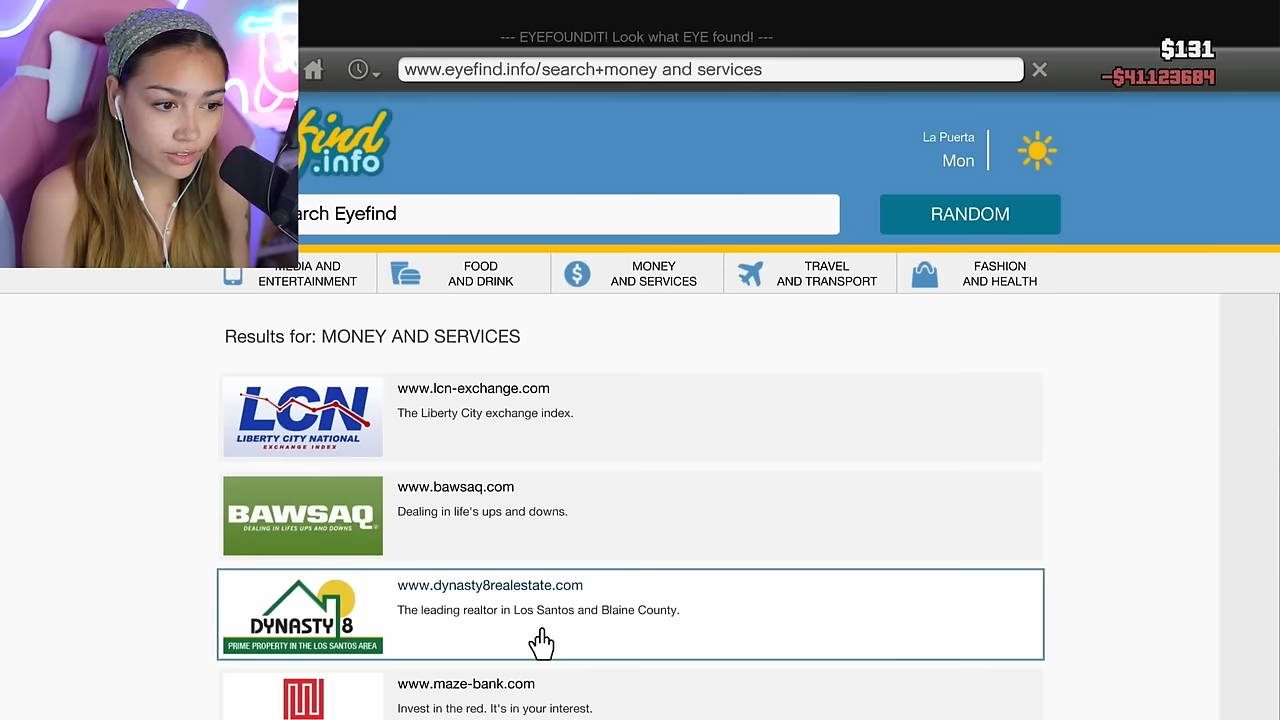 --- EYEFOUNDIT! Look what EYE found! ---
$131
www.eyefind.info/search+money and services
-$41123684
find
.info
La Puerta
Mon
arch Eyefind
RANDOM
MEDIA AND
ENTERTAINMENT
FOOD
AND DRINK
MONEY
AND SERVICES
TRAVEL
AND TRANSPORT
FASHION
AND HEALTH
Results for: MONEY AND SERVICES
LCN
LIBERTY CITY NATIONAL
EXCHANGE INDEX
www.lcn-exchange.com
The Liberty City exchange index.
BAWSAQ
DEALING IN LIFE'S UPS AND DOWNS
www.bawsaq.com
Dealing in life's ups and downs.
DYNASTY 8
PRIME PROPERTY IN THE LOS SANTOS AREA
www.dynasty8realestate.com
The leading realtor in Los Santos and Blaine County.
www.maze-bank.com
Invest in the red. It's in your interest.